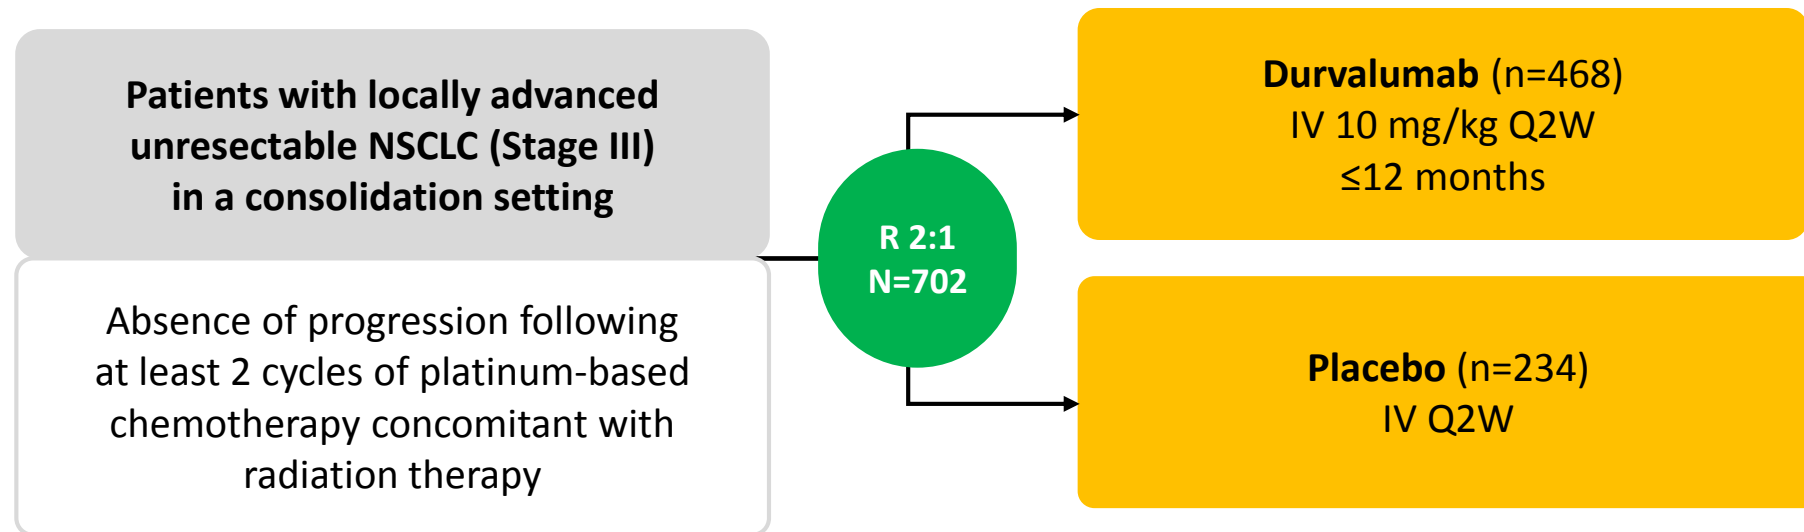 Patients with locally advanced
unresectable NSCLC (Stage III)
in a consolidation setting
Absence of progression following
at least 2 cycles of platinum-based
chemotherapy concomitant with
radiation therapy
R 2:1
N=702
Durvalumab (n=468)
IV 10 mg/kg Q2W
≤12 months
Placebo (n=234)
IV Q2W